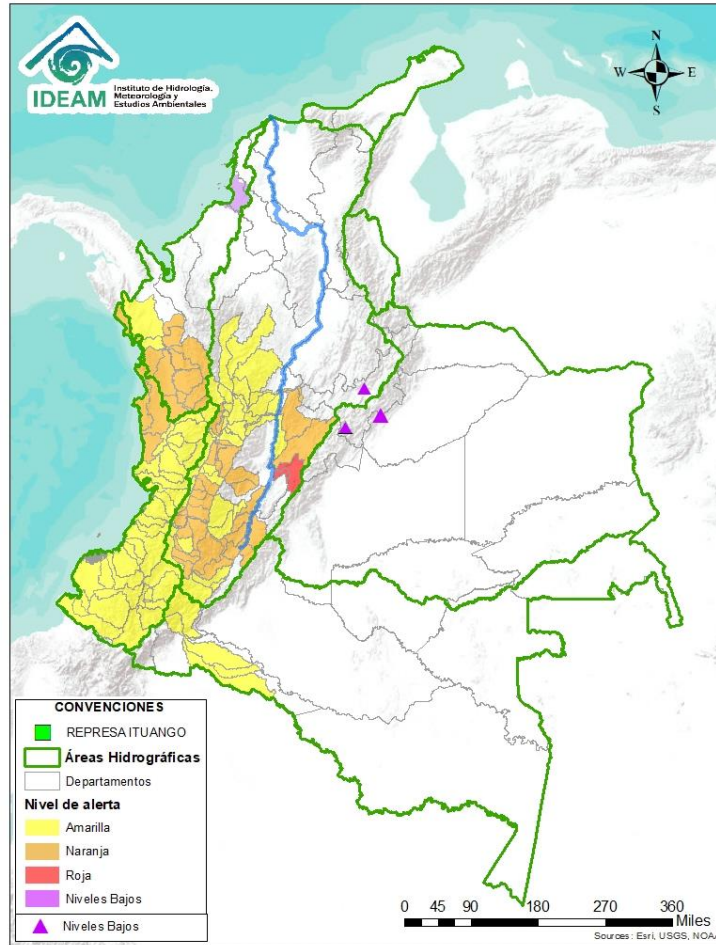 IDEAM
Instituto de Hidrología,
Meteorología y
Estudios Ambientales
N
W
E
S
CONVENCIONES
REPRESA ITUANGO
Áreas Hidrográficas
Departamentos
Nivel de alerta
Amarilla
Naranja
Roja
Niveles Bajos
Niveles Bajos
0 45 90 180 270 360
Miles
Sources: Esri, USGS, NOAA